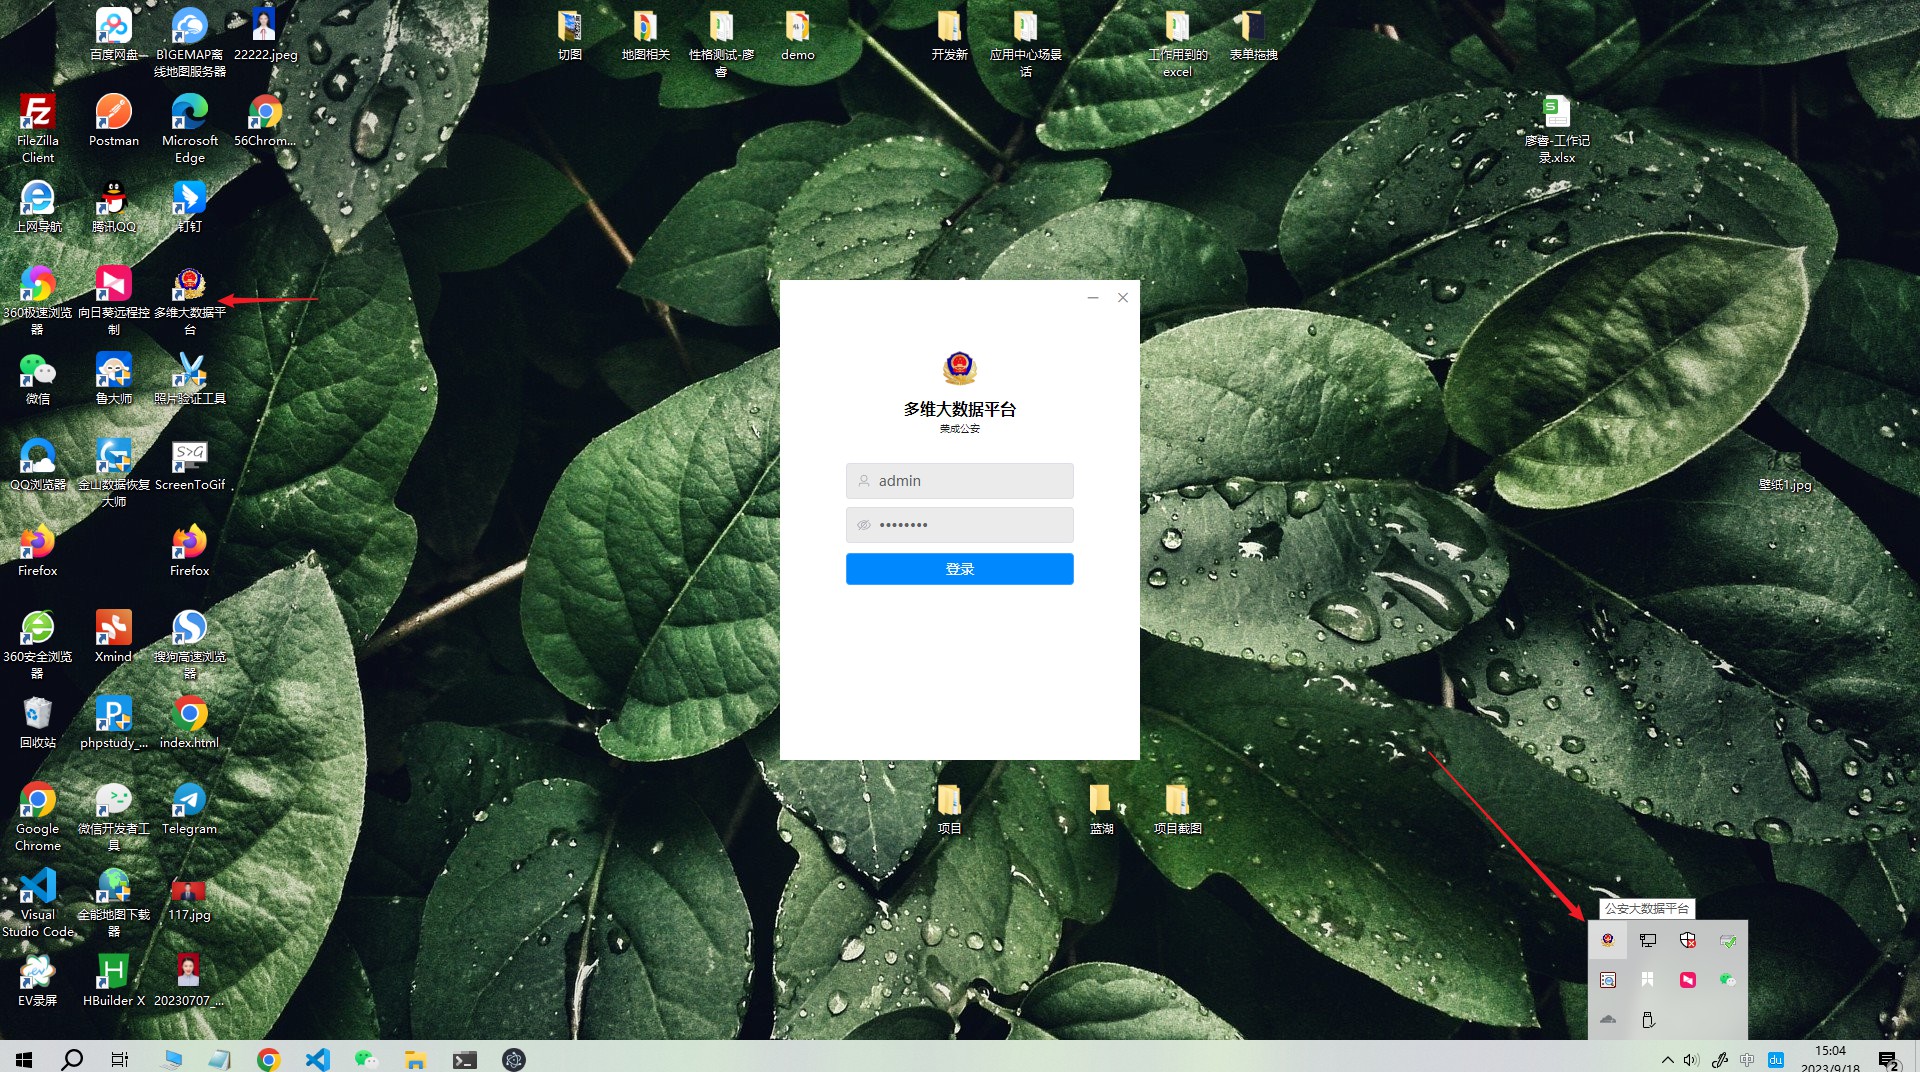 百度网盘—
BIGEMAP离
线地图服务器
22222.jpeg
切图
地图相关
性格测试-廖
睿
demo
开发新
应用中心场景
话
工作用到的
excel
表单拖拽
FileZilla
Client
Postman
Microsoft
Edge
56Chrom...
廖睿-工作记
录.xlsx
上网导航
腾讯QQ
钉钉
360极速浏览
器
向日葵远程控
制
多维大数据平
台
微信
鲁大师
照片验证工具
多维大数据平台
荣成公安
admin
••••••••
登录
QQ浏览器
金山数据恢复
大师
S>G
ScreenToGif
壁纸1.jpg
Firefox
Firefox
360安全浏览
器
Xmind
搜狗高速浏览
器
回收站
phpstudy_...
index.html
Google
Chrome
微信开发者工
具
Telegram
项目
蓝湖
项目截图
Visual
Studio Code
全能地图下载
器
117.jpg
EV录屏
HBuilder X
20230707_...
公安大数据平台
中
du
15:04
2023/9/18
2